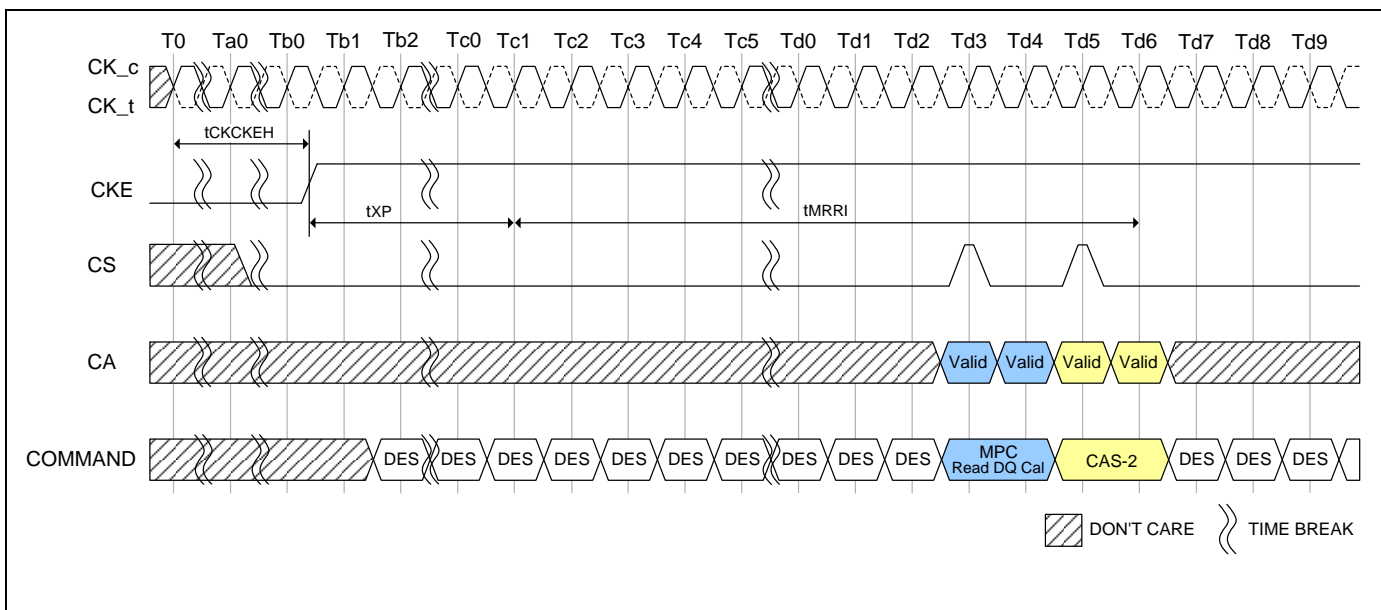 T0 Ta0 Tb0 Tb1 Tb2 Tc0 Tc1 Tc2 Tc3 Tc4 Tc5 Td0 Td1 Td2 Td3 Td4 Td5 Td6 Td7 Td8 Td9
CK_c
CK_t
tCKCKEH
CKE
tXP tMRRI
CS
CA Valid Valid Valid Valid
COMMAND DES DES DES DES DES DES DES DES DES DES MPC Read DQ Cal CAS-2 DES DES DES
DON'T CARE TIME BREAK